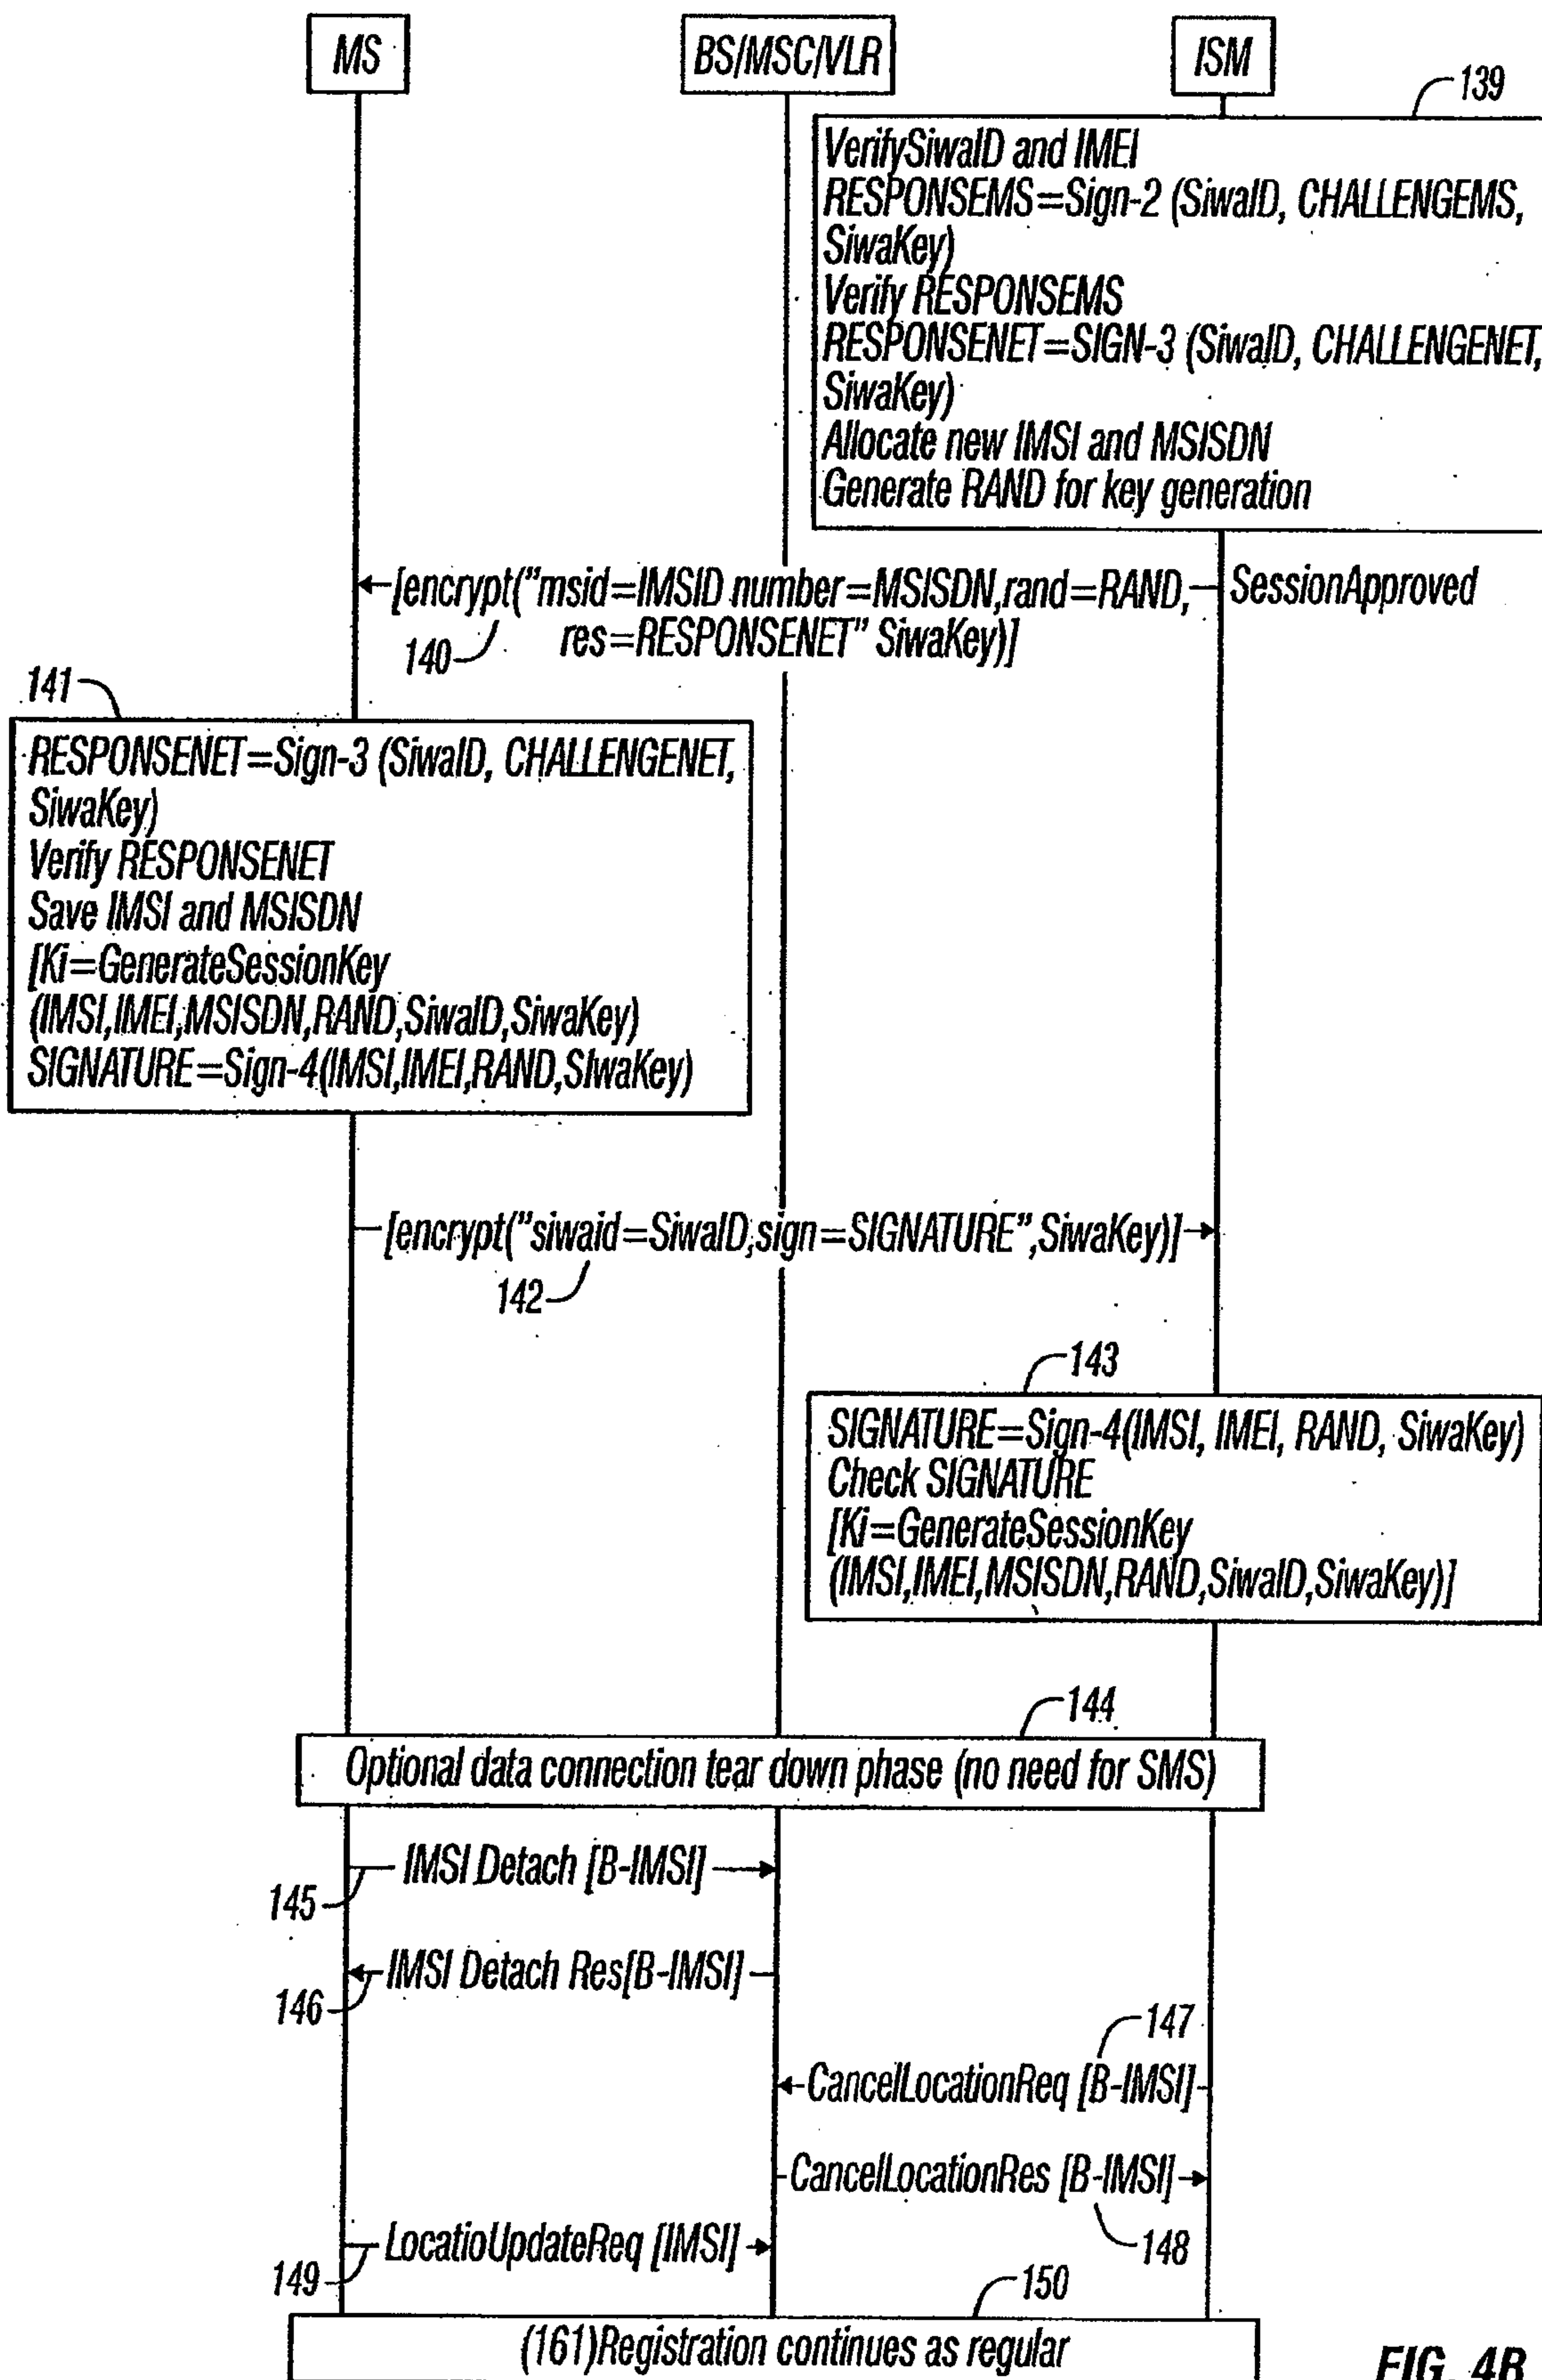 MS
BS/MSC/VLR
ISM
139
VerifySiwaID and IMEI
RESPONSEMS=Sign-2 (SiwaID, CHALLENGEMS,
SiwaKey)
Verify RESPONSEMS
RESPONSENET=SIGN-3 (SiwaID, CHALLENGENET,
SiwaKey)
Allocate new IMSI and MSISDN
Generate RAND for key generation
[encrypt("msid=IMSID number=MSISDN,rand=RAND,
res=RESPONSENET" SiwaKey)]
SessionApproved
140
141
RESPONSENET=Sign-3 (SiwaID, CHALLENGENET,
SiwaKey)
Verify RESPONSENET
Save IMSI and MSISDN
[Ki=GenerateSessionKey
(IMSI,IMEI,MSISDN,RAND,SiwaID,SiwaKey)
SIGNATURE=Sign-4(IMSI,IMEI,RAND,SIwaKey)
[encrypt("siwaid=SiwaID,sign=SIGNATURE",SiwaKey)]
142
143
SIGNATURE=Sign-4(IMSI, IMEI, RAND, SiwaKey)
Check SIGNATURE
[Ki=GenerateSessionKey
(IMSI,IMEI,MSISDN,RAND,SiwaID,SiwaKey)]
144
Optional data connection tear down phase (no need for SMS)
IMSI Detach [B-IMSI]
145
IMSI Detach Res[B-IMSI]
146
147
CancelLocationReq [B-IMSI]
CancelLocationRes [B-IMSI]
148
LocatioUpdateReq [IMSI]
149
150
(161)Registration continues as regular
FIG. 4B